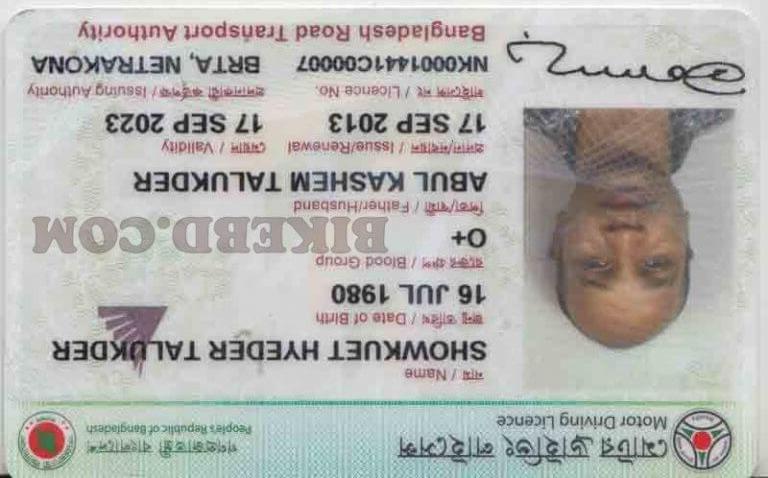 মোটর ড্রাইভিং লাইসেন্স
Motor Driving Licence
গণপ্রজাতন্ত্রী বাংলাদেশ
People's Republic of Bangladesh
নাম / Name
SHOWKUET HYEDER TALUKDER
জন্ম তারিখ / Date of Birth
16 JUL 1980
রক্তের গ্রুপ / Blood Group
O+
পিতা/স্বামী / Father/Husband
ABUL KASHEM TALUKDER
প্রদান/নবায়ন / Issue/Renewal মেয়াদ / Validity
17 SEP 2013 17 SEP 2023
লাইসেন্স নং / Licence No. প্রদানকারী কর্তৃপক্ষ / Issuing Authority
NK0001441C00007 BRTA, NETRAKONA
Bangladesh Road Transport Authority
BIKEBD.COM